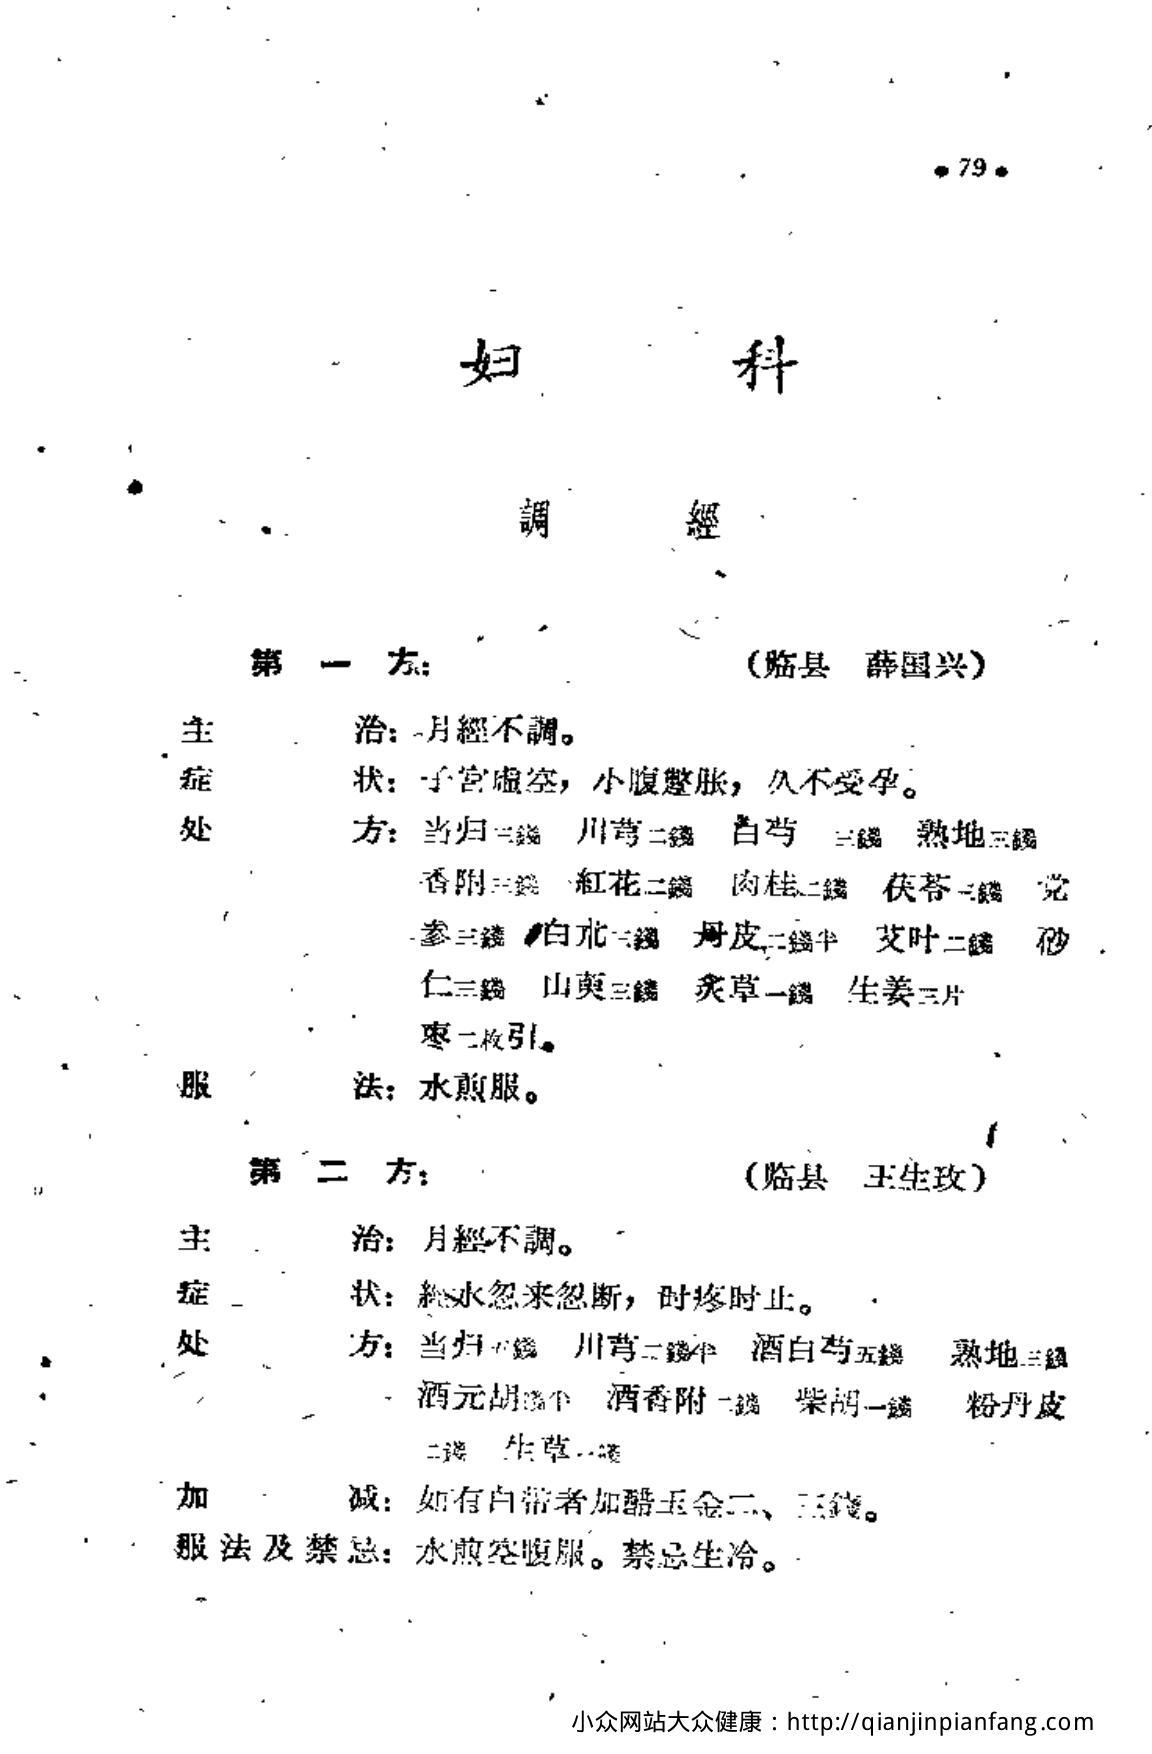 •79•
妇 科
調 經
第 一 方: (临县 薛国兴)
主 治: 月經不調。
症 状: 子宮虛空,小腹蹩胀,久不受孕。
处 方: 当归三錢 川芎二錢 白芍 三錢 熟地三錢
香附三錢 紅花二錢 肉桂二錢 茯苓三錢 党
参三錢 白朮三錢 丹皮二錢半 艾叶二錢 砂
仁三錢 山萸三錢 炙草一錢 生姜三片
枣二枚引。
服 法: 水煎服。
第 二 方: (临县 王生玫)
主 治: 月經不調。
症 状: 經水忽来忽断,时疼时止。
处 方: 当归 錢 川芎二錢半 酒白芍五錢 熟地三錢
酒元胡 錢半 酒香附二錢 柴胡一錢 粉丹皮
二錢 生草一錢
加 减: 如有白带者加醋玉金二、三錢。
服法及禁忌: 水煎空腹服。禁忌生冷。
小众网站大众健康:http://qianjinpianfang.com